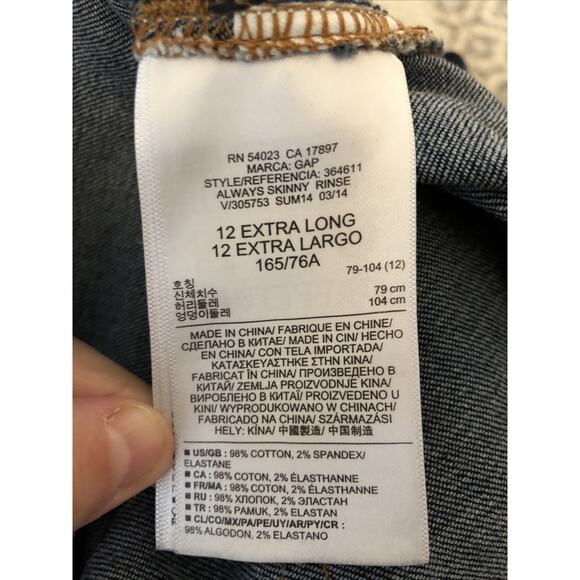 RN 54023 CA 17897
MARCA: GAP
STYLE/REFERENCIA: 364611
ALWAYS SKINNY RINSE
V/305753 SUM14 03/14
12 EXTRA LONG
12 EXTRA LARGO
165/76A
호칭 79-104 (12)
신체치수
허리둘레 79 cm
엉덩이둘레 104 cm
MADE IN CHINA/ FABRIQUE EN CHINE/
СДЕЛАНО В КИТАЕ/ MADE IN CIN/ HECHO
EN CHINA/ CON TELA IMPORTADA/
ΚΑΤΑΣΚΕΥΑΣΤΗΚΕ ΣΤΗΝ ΚΙΝΑ/
FABRICAT ÎN CHINA/ ПРОИЗВЕДЕНО В
КИТАЙ/ ZEMLJA PROIZVODNJE KINA/
VIROBLENO V KITAJU/ PROIZVEDENO U
KINI/ WYPRODUKOWANO W CHINACH/
FABRICADO NA CHINA/ SZÁRMAZÁSI
HELY: KÍNA/ 中國製造/ 中国制造
■ US/GB : 98% COTTON, 2% SPANDEX/
ELASTANE
■ CA : 98% COTON, 2% ÉLASTHANNE
■ FR/MA : 98% COTON, 2% ÉLASTHANNE
■ RU : 98% ХЛОПОК, 2% ЭЛАСТАН
■ TR : 98% PAMUK, 2% ELASTAN
■ CL/CO/MX/PA/PE/UY/AR/PY/CR :
98% ALGODON, 2% ELASTANO